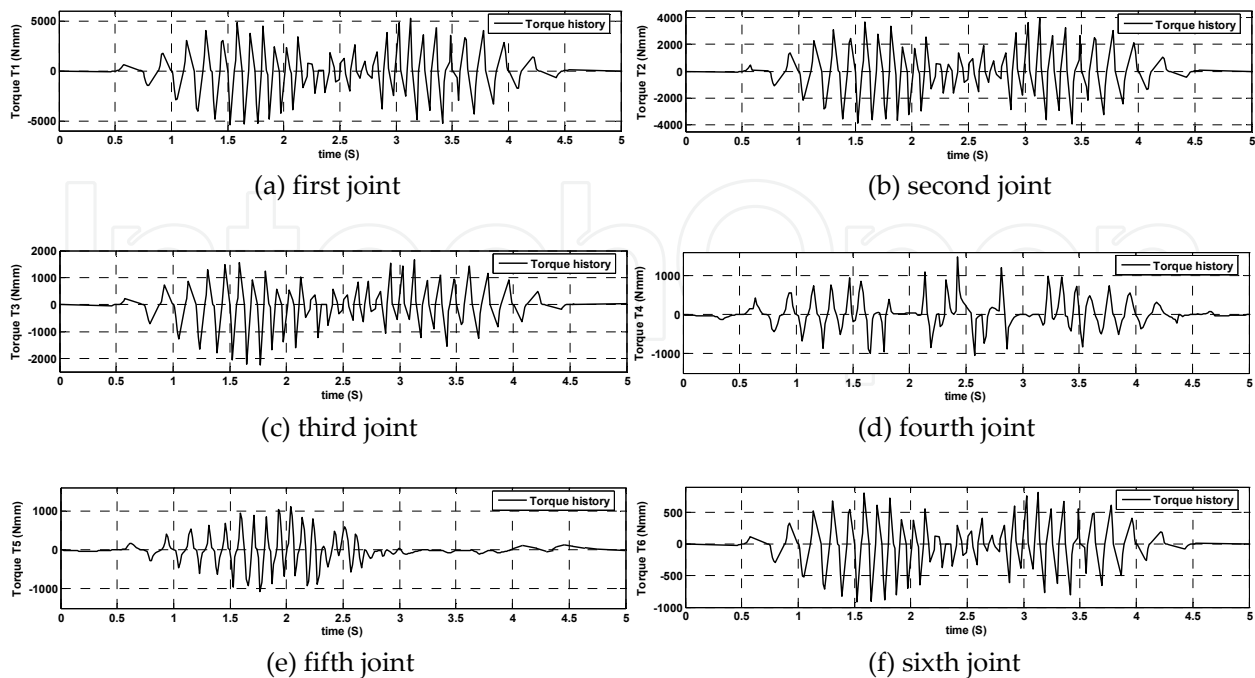 Torque T1 (Nmm)
5000
0
-5000
0 0.5 1 1.5 2 2.5 3 3.5 4 4.5 5
time (S)
Torque history
(a) first joint
Torque T2 (Nmm)
4000
2000
0
-2000
-4000
0 0.5 1 1.5 2 2.5 3 3.5 4 4.5 5
time (S)
Torque history
(b) second joint
IntechOpen
Torque T3 (Nmm)
2000
1000
0
-1000
-2000
0 0.5 1 1.5 2 2.5 3 3.5 4 4.5 5
time (S)
Torque history
(c) third joint
Torque T4 (Nmm)
1000
0
-1000
0 0.5 1 1.5 2 2.5 3 3.5 4 4.5 5
time (S)
Torque history
(d) fourth joint
Torque T5 (Nmm)
1000
0
-1000
0 0.5 1 1.5 2 2.5 3 3.5 4 4.5 5
time (S)
Torque history
(e) fifth joint
Torque T6 (Nmm)
500
0
-500
-1000
0 0.5 1 1.5 2 2.5 3 3.5 4 4.5 5
time (S)
Torque history
(f) sixth joint